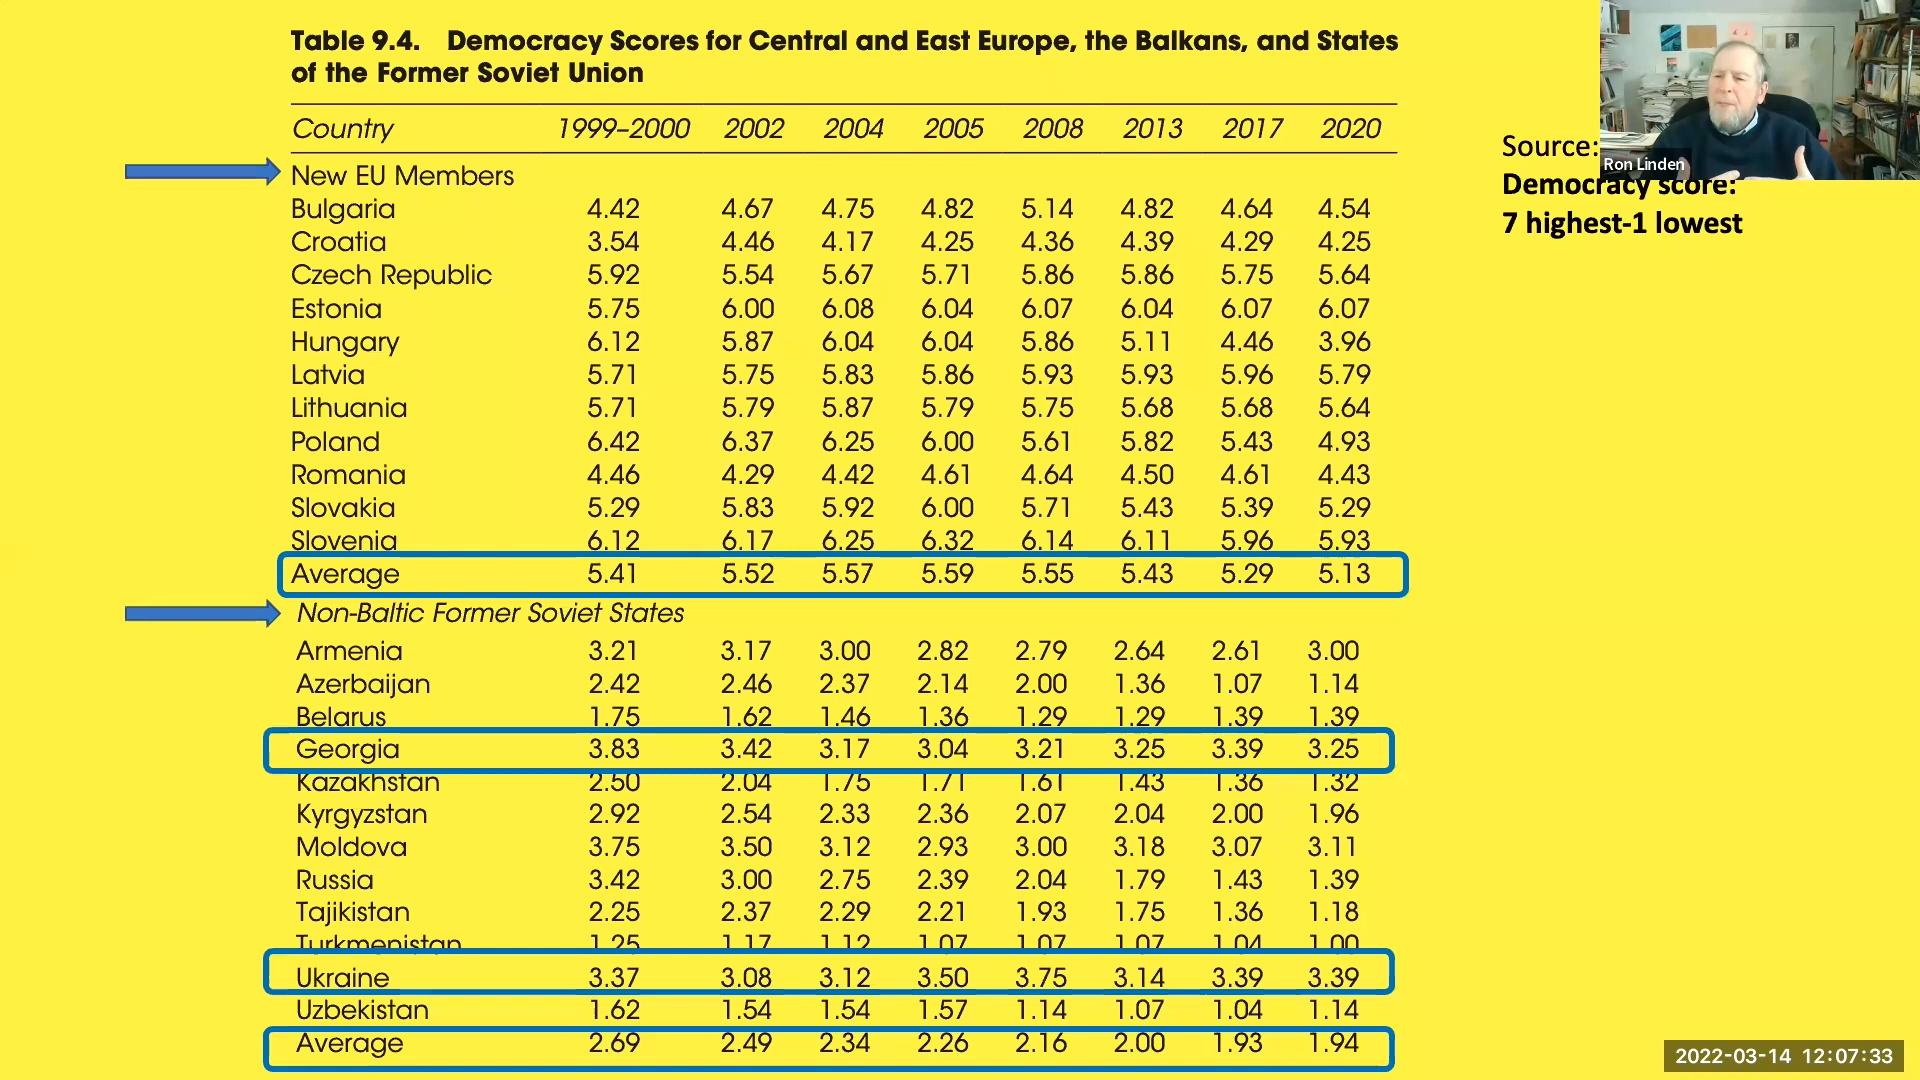 Table 9.4. Democracy Scores for Central and East Europe, the Balkans, and States
of the Former Soviet Union
Country 1999–2000 2002 2004 2005 2008 2013 2017 2020
New EU Members
Bulgaria 4.42 4.67 4.75 4.82 5.14 4.82 4.64 4.54
Croatia 3.54 4.46 4.17 4.25 4.36 4.39 4.29 4.25
Czech Republic 5.92 5.54 5.67 5.71 5.86 5.86 5.75 5.64
Estonia 5.75 6.00 6.08 6.04 6.07 6.04 6.07 6.07
Hungary 6.12 5.87 6.04 6.04 5.86 5.11 4.46 3.96
Latvia 5.71 5.75 5.83 5.86 5.93 5.93 5.96 5.79
Lithuania 5.71 5.79 5.87 5.79 5.75 5.68 5.68 5.64
Poland 6.42 6.37 6.25 6.00 5.61 5.82 5.43 4.93
Romania 4.46 4.29 4.42 4.61 4.64 4.50 4.61 4.43
Slovakia 5.29 5.83 5.92 6.00 5.71 5.43 5.39 5.29
Slovenia 6.12 6.17 6.25 6.32 6.14 6.11 5.96 5.93
Average 5.41 5.52 5.57 5.59 5.55 5.43 5.29 5.13
Non-Baltic Former Soviet States
Armenia 3.21 3.17 3.00 2.82 2.79 2.64 2.61 3.00
Azerbaijan 2.42 2.46 2.37 2.14 2.00 1.36 1.07 1.14
Belarus 1.75 1.62 1.46 1.36 1.29 1.29 1.39 1.39
Georgia 3.83 3.42 3.17 3.04 3.21 3.25 3.39 3.25
Kazakhstan 2.50 2.04 1.75 1.71 1.61 1.43 1.36 1.32
Kyrgyzstan 2.92 2.54 2.33 2.36 2.07 2.04 2.00 1.96
Moldova 3.75 3.50 3.12 2.93 3.00 3.18 3.07 3.11
Russia 3.42 3.00 2.75 2.39 2.04 1.79 1.43 1.39
Tajikistan 2.25 2.37 2.29 2.21 1.93 1.75 1.36 1.18
Turkmenistan 1.25 1.17 1.12 1.07 1.07 1.07 1.04 1.00
Ukraine 3.37 3.08 3.12 3.50 3.75 3.14 3.39 3.39
Uzbekistan 1.62 1.54 1.54 1.57 1.14 1.07 1.04 1.14
Average 2.69 2.49 2.34 2.26 2.16 2.00 1.93 1.94
Source:
Democracy score:
7 highest-1 lowest
Ron Linden
2022-03-14 12:07:33